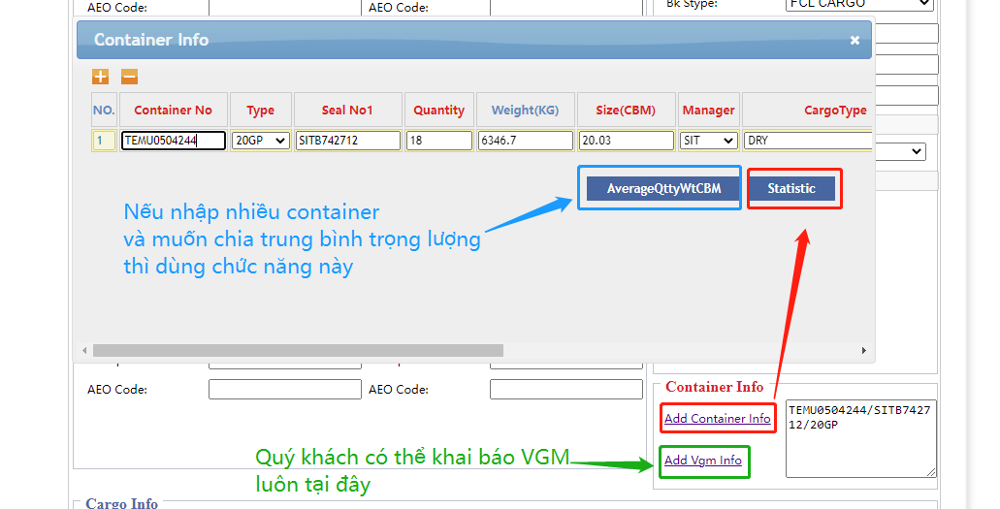 AEO Code:
AEO Code:
Bk Stype:
FCL CARGO
Container Info
NO.
Container No
Type
Seal No1
Quantity
Weight(KG)
Size(CBM)
Manager
CargoType
1
TEMU0504244
20GP
SITB742712
18
6346.7
20.03
SIT
DRY
AverageQttyWtCBM
Statistic
Nếu nhập nhiều container
và muốn chia trung bình trọng lượng
thì dùng chức năng này
AEO Code:
AEO Code:
Container Info
Add Container Info
TEMU0504244/SITB7427
12/20GP
Add Vgm Info
Quý khách có thể khai báo VGM
luôn tại đây
Cargo Info